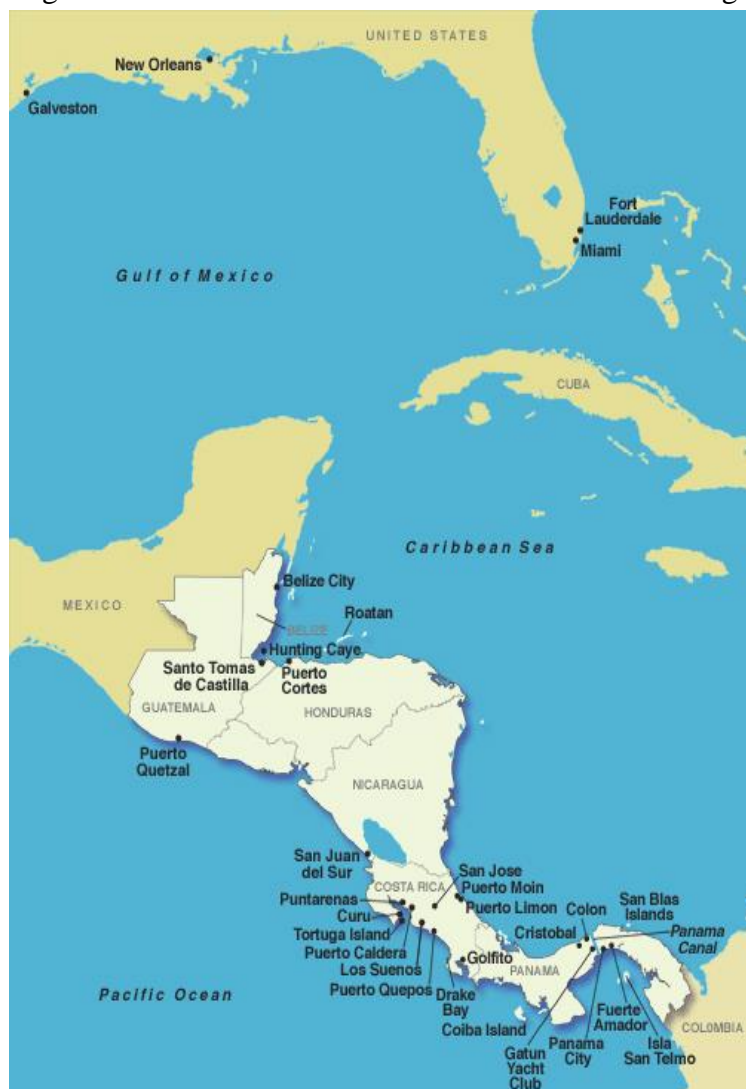 UNITED STATES
New Orleans
Galveston
Fort
Lauderdale
Miami
Gulf of Mexico
CUBA
Caribbean Sea
MEXICO
Belize City
Roatan
BELIZE
Hunting Caye
Santo Tomas
de Castilla
Puerto
Cortes
GUATEMALA
HONDURAS
Puerto
Quetzal
NICARAGUA
San Juan
del Sur
San Jose
COSTA RICA
Puerto Moin
Puntarenas
Puerto Limon
San Blas
Islands
Curu
Colon
Tortuga Island
Cristobal
Panama
Canal
Puerto Caldera
Golfito
Los Suenos
PANAMA
Puerto Quepos
Drake
Bay
Pacific Ocean
Coiba Island
Fuerte
Amador
COLOMBIA
Gatun
Yacht
Club
Panama
City
Isla
San Telmo